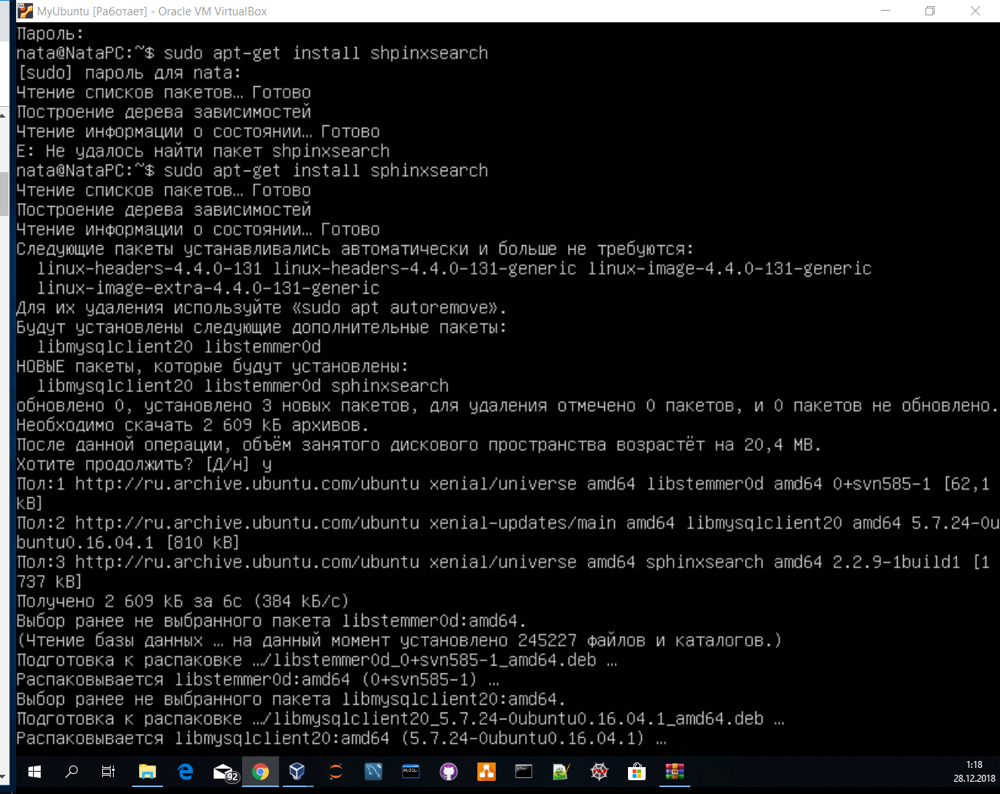 MyUbuntu [Работает] - Oracle VM VirtualBox
Пароль:
nata@NataPC:~$ sudo apt-get install shpinxsearch
[sudo] пароль для nata:
Чтение списков пакетов… Готово
Построение дерева зависимостей
Чтение информации о состоянии… Готово
E: Не удалось найти пакет shpinxsearch
nata@NataPC:~$ sudo apt-get install sphinxsearch
Чтение списков пакетов… Готово
Построение дерева зависимостей
Чтение информации о состоянии… Готово
Следующие пакеты устанавливались автоматически и больше не требуются:
linux-headers-4.4.0-131 linux-headers-4.4.0-131-generic linux-image-4.4.0-131-generic
linux-image-extra-4.4.0-131-generic
Для их удаления используйте «sudo apt autoremove».
Будут установлены следующие дополнительные пакеты:
libmysqlclient20 libstemmer0d
НОВЫЕ пакеты, которые будут установлены:
libmysqlclient20 libstemmer0d sphinxsearch
обновлено 0, установлено 3 новых пакетов, для удаления отмечено 0 пакетов, и 0 пакетов не обновлено.
Необходимо скачать 2 609 kБ архивов.
После данной операции, объём занятого дискового пространства возрастёт на 20,4 MB.
Хотите продолжить? [Д/н] y
Пол:1 http://ru.archive.ubuntu.com/ubuntu xenial/universe amd64 libstemmer0d amd64 0+svn585-1 [62,1
kB]
Пол:2 http://ru.archive.ubuntu.com/ubuntu xenial-updates/main amd64 libmysqlclient20 amd64 5.7.24-0u
buntu0.16.04.1 [810 kB]
Пол:3 http://ru.archive.ubuntu.com/ubuntu xenial/universe amd64 sphinxsearch amd64 2.2.9-1build1 [1
737 kB]
Получено 2 609 kБ за 6с (384 kБ/c)
Выбор ранее не выбранного пакета libstemmer0d:amd64.
(Чтение базы данных … на данный момент установлено 245227 файлов и каталогов.)
Подготовка к распаковке …/libstemmer0d_0+svn585-1_amd64.deb …
Распаковывается libstemmer0d:amd64 (0+svn585-1) …
Выбор ранее не выбранного пакета libmysqlclient20:amd64.
Подготовка к распаковке …/libmysqlclient20_5.7.24-0ubuntu0.16.04.1_amd64.deb …
Распаковывается libmysqlclient20:amd64 (5.7.24-0ubuntu0.16.04.1) …
92
MySQL
1:18
28.12.2018